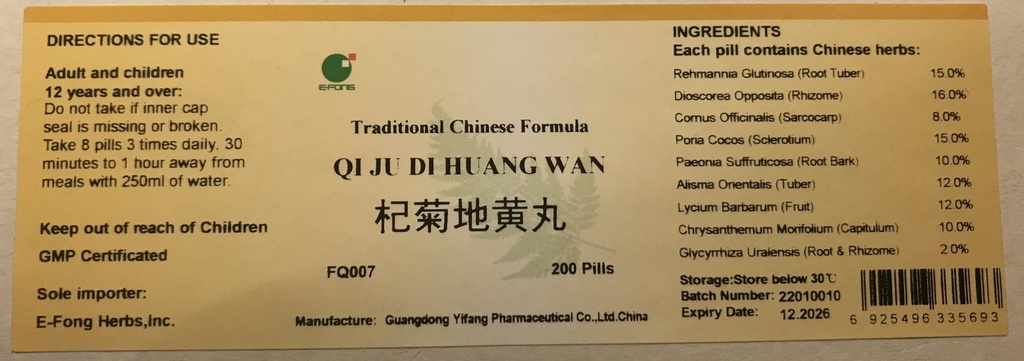 DIRECTIONS FOR USE
Adult and children
12 years and over:
Do not take if inner cap
seal is missing or broken.
Take 8 pills 3 times daily. 30
minutes to 1 hour away from
meals with 250ml of water.
Keep out of reach of Children
GMP Certificated
Sole importer:
E-Fong Herbs,Inc.
E-FONG
Traditional Chinese Formula
QI JU DI HUANG WAN
杞菊地黄丸
FQ007 200 Pills
Manufacture: Guangdong Yifang Pharmaceutical Co.,Ltd.China
INGREDIENTS
Each pill contains Chinese herbs:
Rehmannia Glutinosa (Root Tuber) 15.0%
Dioscorea Opposita (Rhizome) 16.0%
Cornus Officinalis (Sarcocarp) 8.0%
Poria Cocos (Sclerotium) 15.0%
Paeonia Suffruticosa (Root Bark) 10.0%
Alisma Orientalis (Tuber) 12.0%
Lycium Barbarum (Fruit) 12.0%
Chrysanthemum Morifolium (Capitulum) 10.0%
Glycyrrhiza Uralensis (Root & Rhizome) 2.0%
Storage:Store below 30℃
Batch Number: 22010010
Expiry Date: 12.2026
6 925496 335693